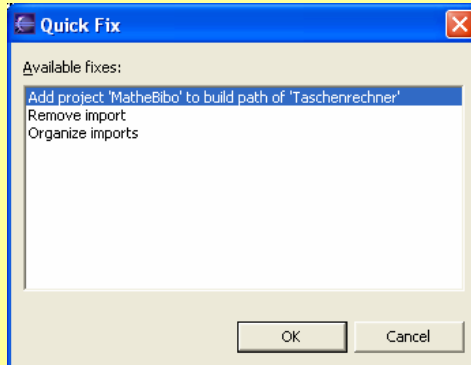 Quick Fix
Available fixes:
Add project 'MatheBibo' to build path of 'Taschenrechner'
Remove import
Organize imports
OK
Cancel